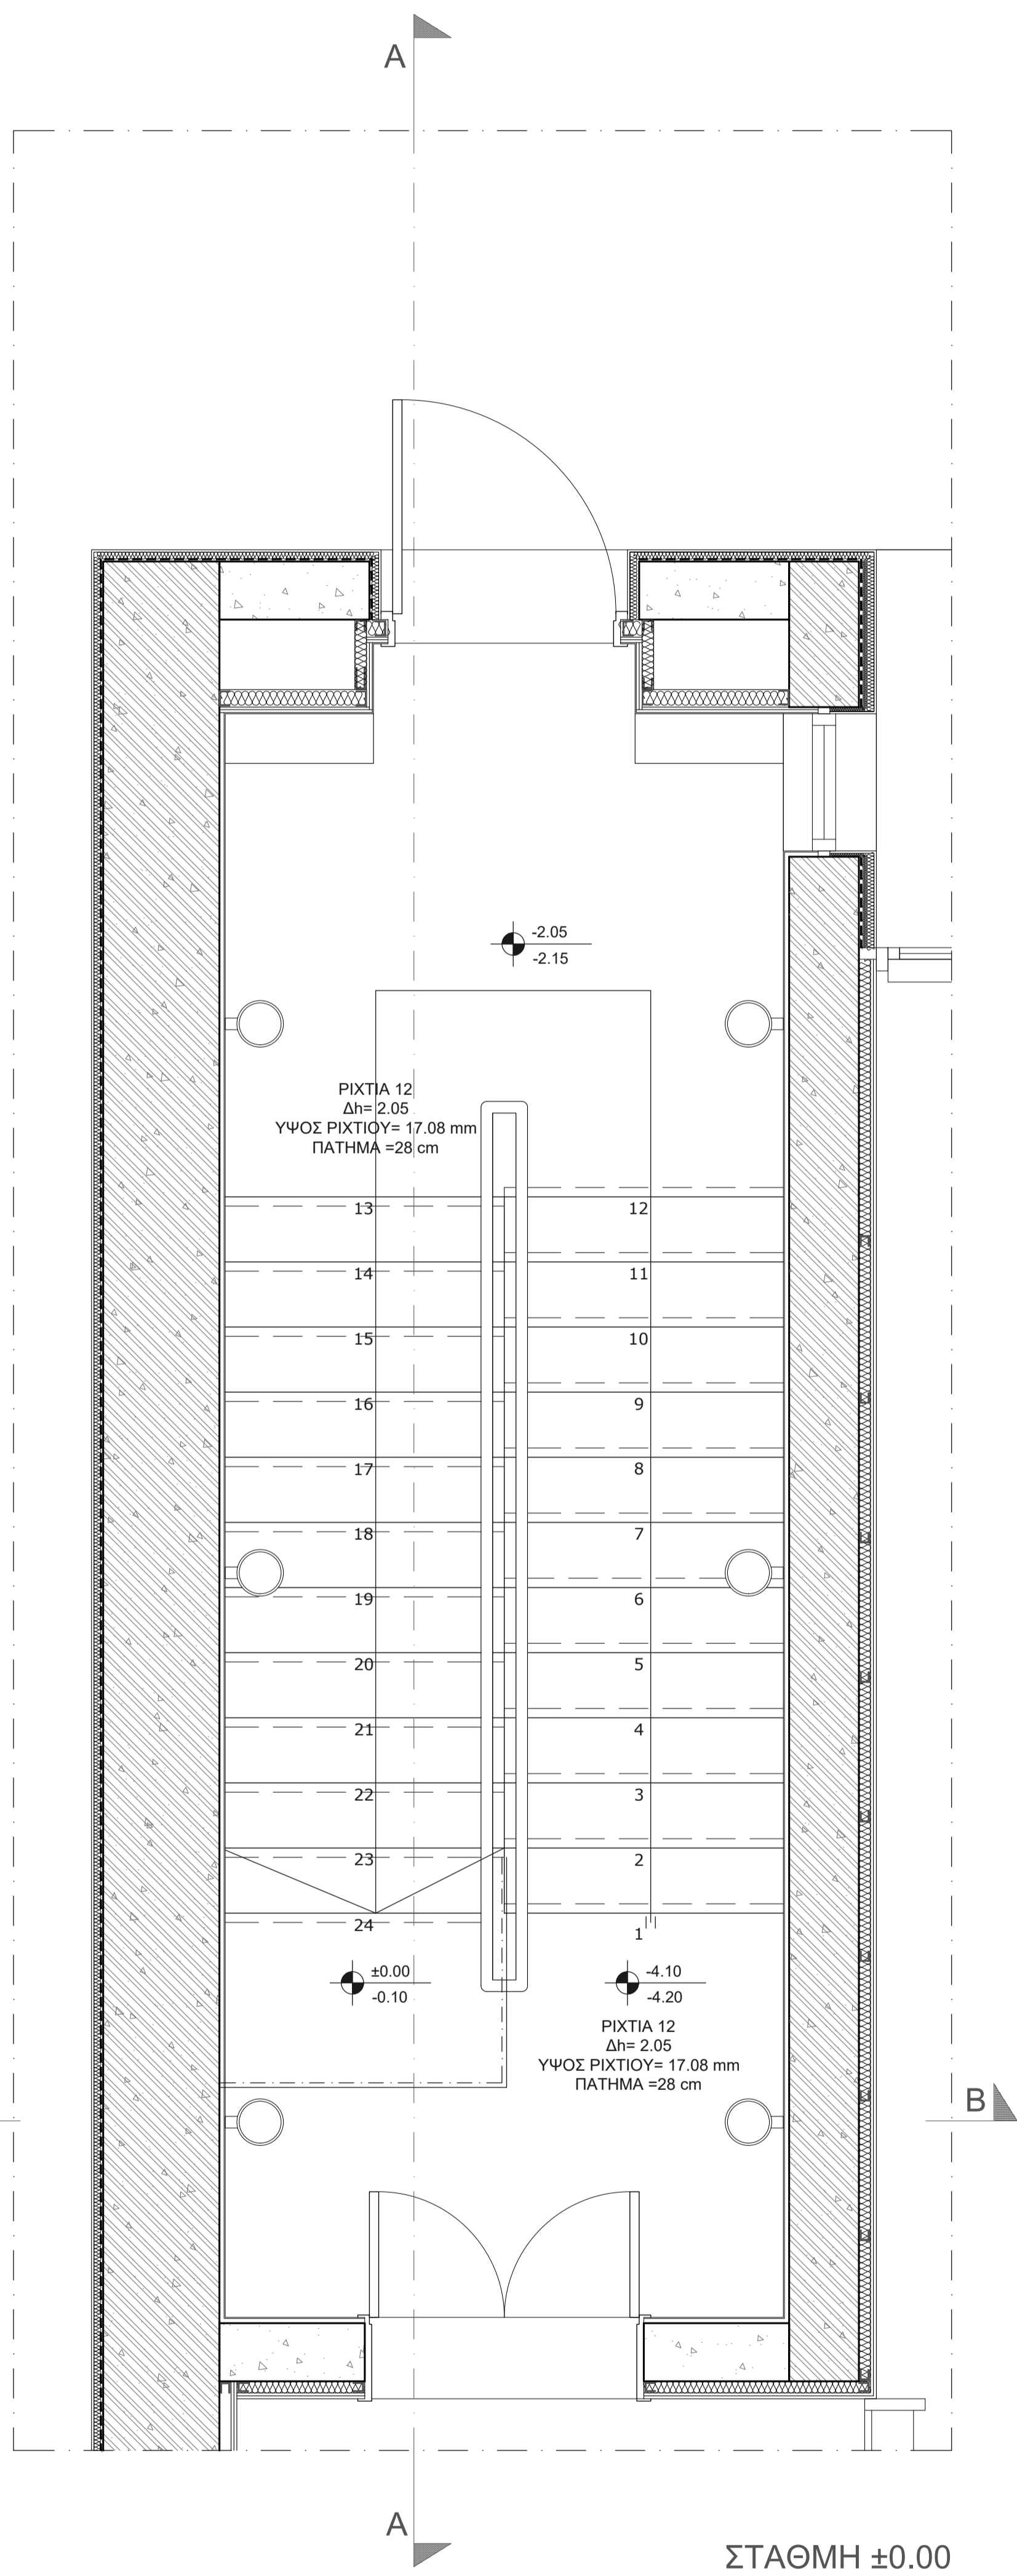 A
-2.05
-2.15
ΡΙΧΤΙΑ 12
Δh= 2.05
ΥΨΟΣ ΡΙΧΤΙΟΥ= 17.08 mm
ΠΑΤΗΜΑ =28 cm
13 12
14 11
15 10
16 9
17 8
18 7
19 6
20 5
21 4
22 3
23 2
24 1
±0.00 -4.10
-0.10 -4.20
ΡΙΧΤΙΑ 12
Δh= 2.05
ΥΨΟΣ ΡΙΧΤΙΟΥ= 17.08 mm
ΠΑΤΗΜΑ =28 cm
B
A
ΣΤΑΘΜΗ ±0.00